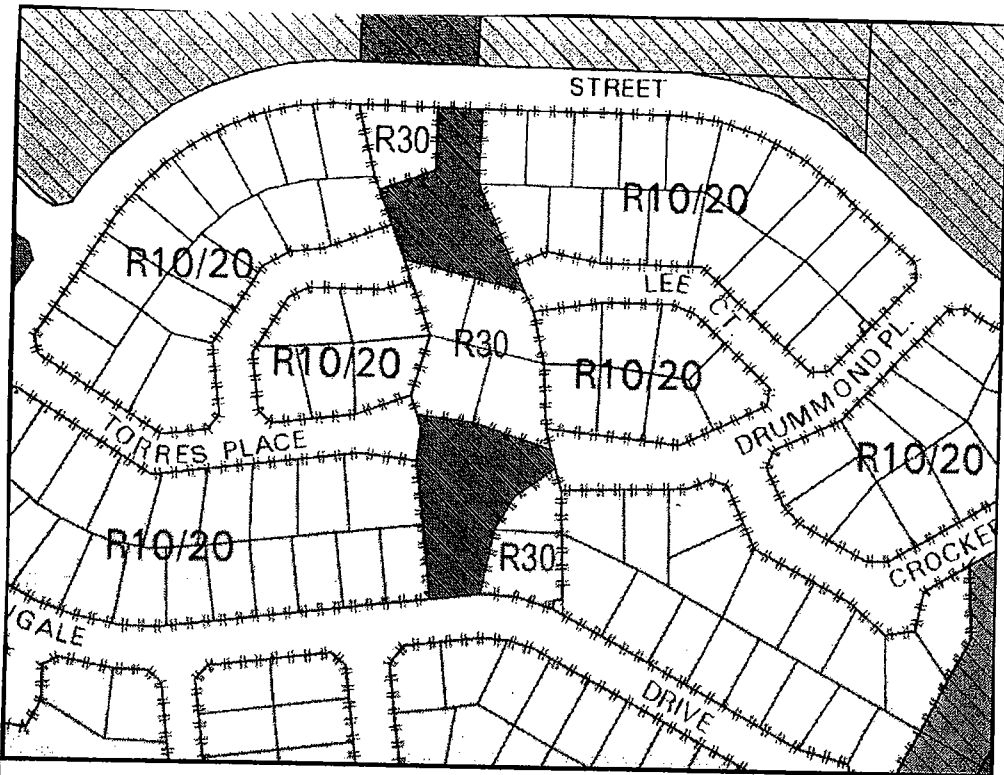 STREET
R30
R10/20
R10/20
LEE CT.
R30
R10/20
R10/20
DRUMMOND PL.
TORRES PLACE
R10/20
R10/20
R30
CROCKER
GALE
DRIVE